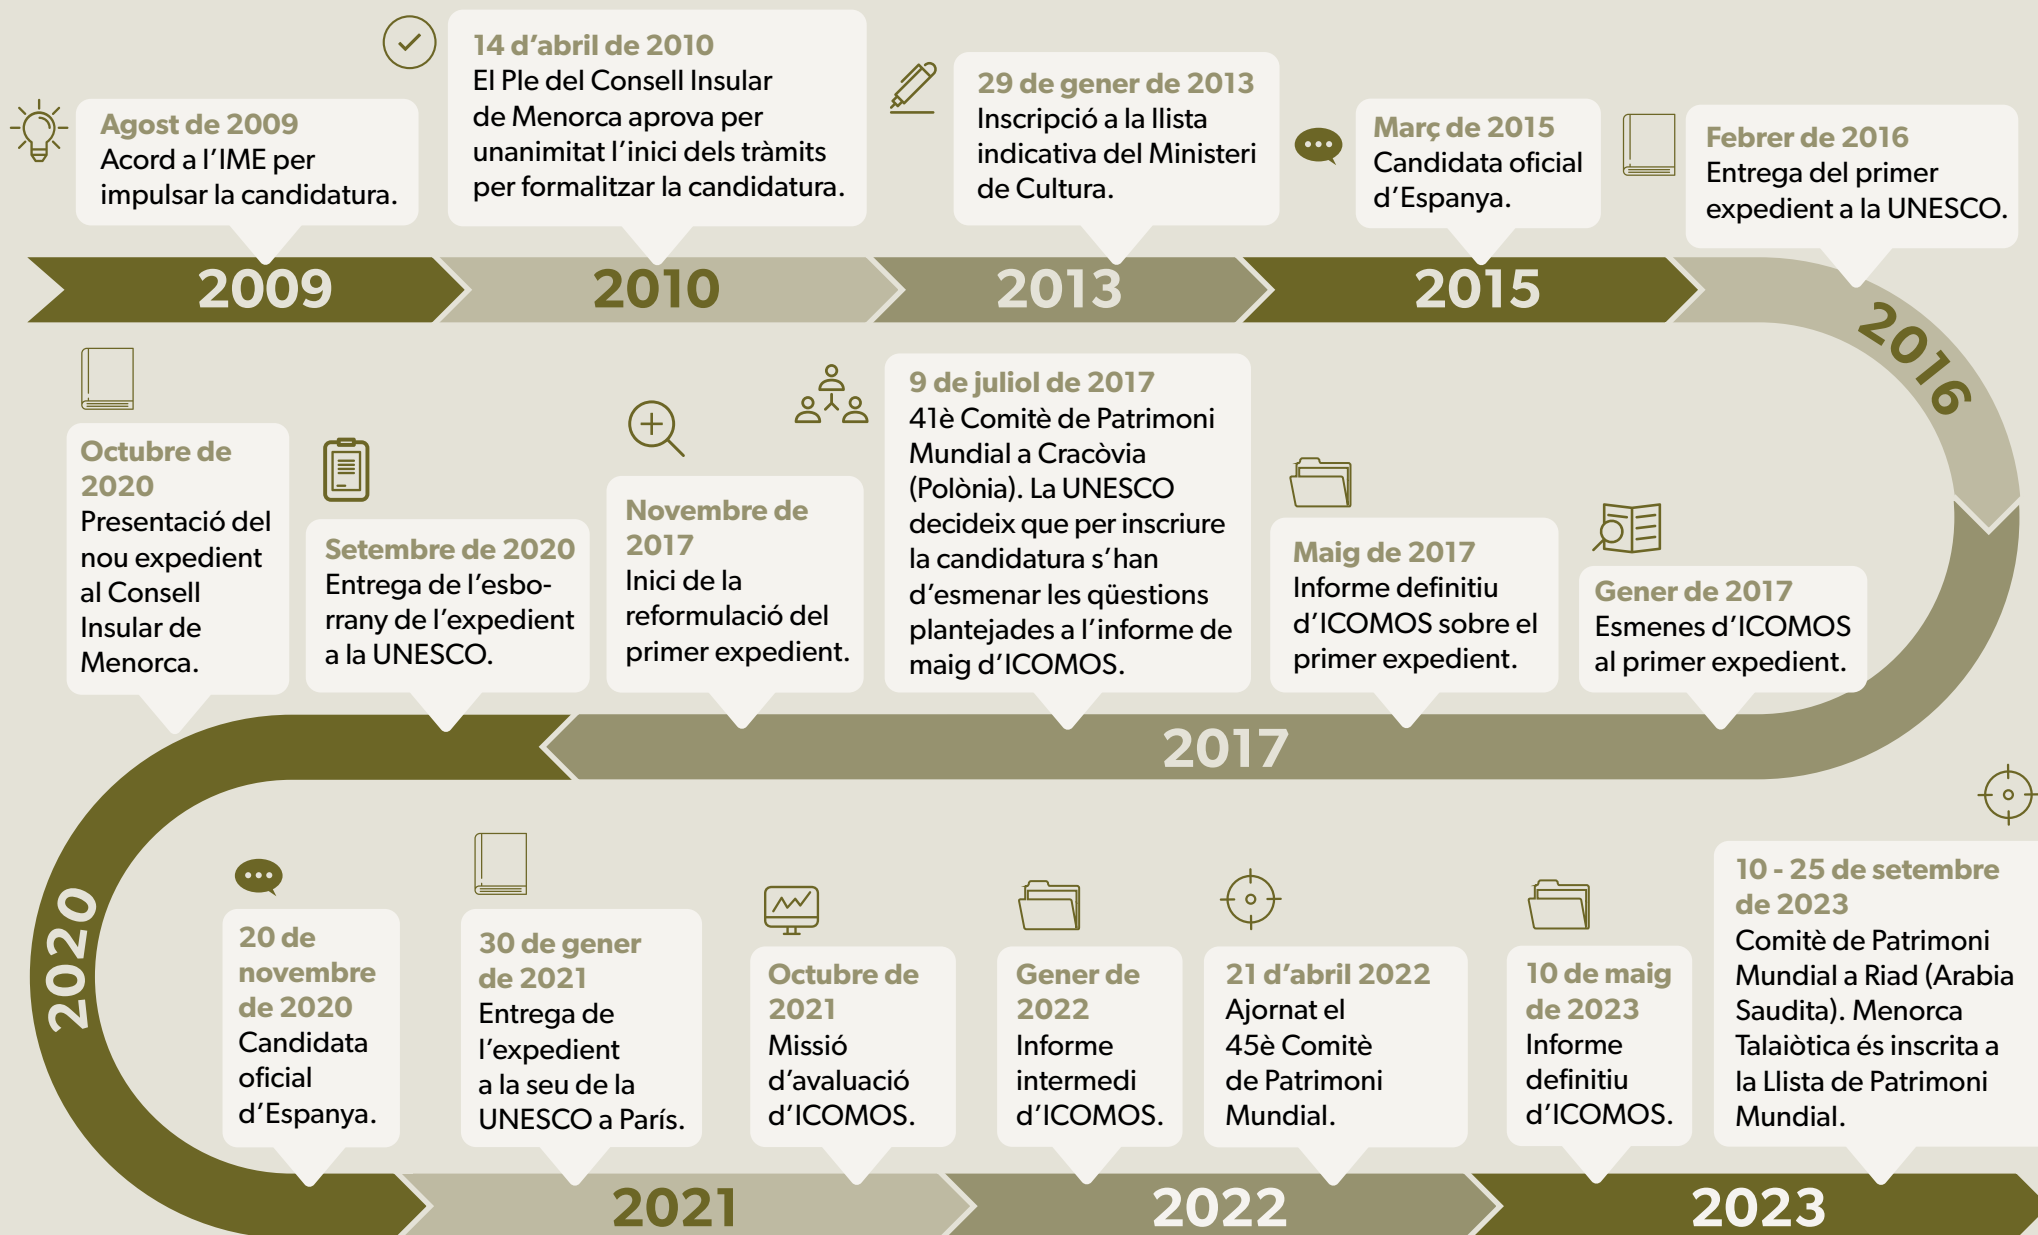 Agost de 2009
Acord a l'IME per
impulsar la candidatura.
14 d'abril de 2010
El Ple del Consell Insular
de Menorca aprova per
unanimitat l'inici dels tràmits
per formalitzar la candidatura.
29 de gener de 2013
Inscripció a la llista
indicativa del Ministeri
de Cultura.
Març de 2015
Candidata oficial
d'Espanya.
Febrer de 2016
Entrega del primer
expedient a la UNESCO.
2009
2010
2013
2015
2016
Gener de 2017
Esmenes d'ICOMOS
al primer expedient.
Maig de 2017
Informe definitiu
d'ICOMOS sobre el
primer expedient.
9 de juliol de 2017
41è Comitè de Patrimoni
Mundial a Cracòvia
(Polònia). La UNESCO
decideix que per inscriure
la candidatura s'han
d'esmenar les qüestions
plantejades a l'informe de
maig d'ICOMOS.
Novembre de
2017
Inici de la
reformulació del
primer expedient.
2017
Setembre de 2020
Entrega de l'esbo-
rrany de l'expedient
a la UNESCO.
Octubre de
2020
Presentació del
nou expedient
al Consell
Insular de
Menorca.
2020
20 de
novembre
de 2020
Candidata
oficial
d'Espanya.
30 de gener
de 2021
Entrega de
l'expedient
a la seu de la
UNESCO a París.
Octubre de
2021
Missió
d'avaluació
d'ICOMOS.
Gener de
2022
Informe
intermedi
d'ICOMOS.
21 d'abril 2022
Ajornat el
45è Comitè
de Patrimoni
Mundial.
10 de maig
de 2023
Informe
definitiu
d'ICOMOS.
10 - 25 de setembre
de 2023
Comitè de Patrimoni
Mundial a Riad (Arabia
Saudita). Menorca
Talaiòtica és inscrita a
la Llista de Patrimoni
Mundial.
2021
2022
2023